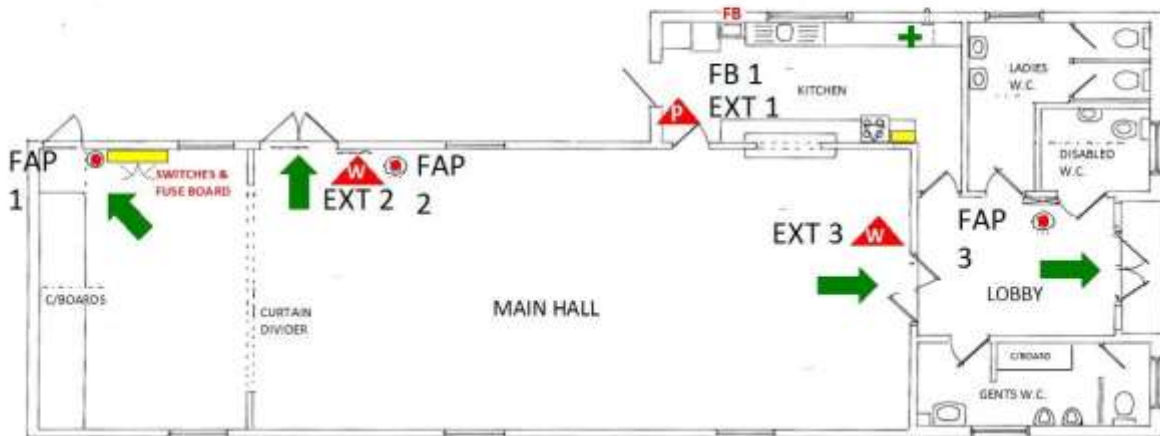 FB
FB 1
EXT 1
KITCHEN
P
LADIES
W.C.
DISABLED
W.C.
FAP
1
SWITCHES &
FUSE BOARD
W
EXT 2
FAP
2
EXT 3
W
FAP
3
LOBBY
C/BOARDS
CURTAIN
DIVIDER
MAIN HALL
C/BOARD
GENTS W.C.